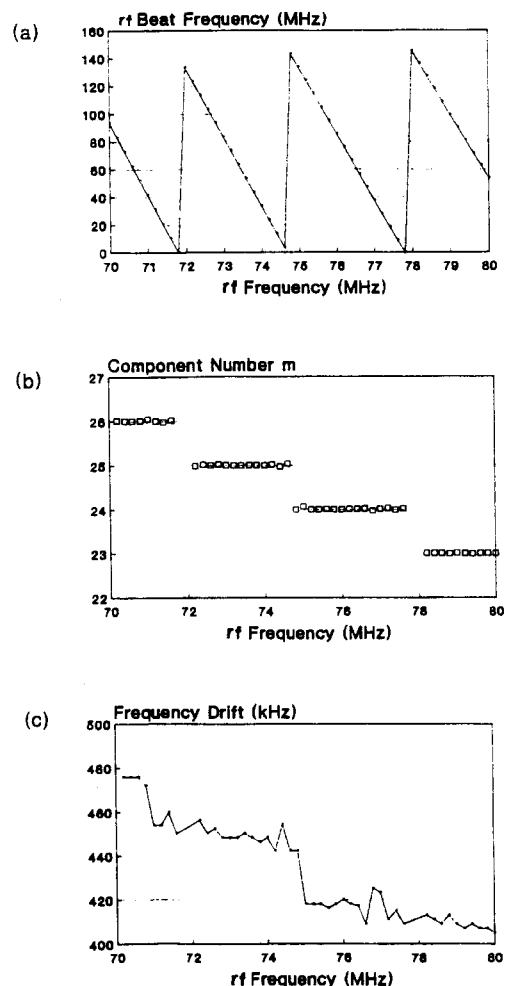 (a)
rf Beat Frequency (MHz)
160
140
120
100
80
60
40
20
0
70 71 72 73 74 75 76 77 78 79 80
rf Frequency (MHz)
(b)
Component Number m
27
26
25
24
23
22
70 72 74 76 78 80
rf Frequency (MHz)
(c)
Frequency Drift (kHz)
500
480
460
440
420
400
70 72 74 76 78 80
rf Frequency (MHz)